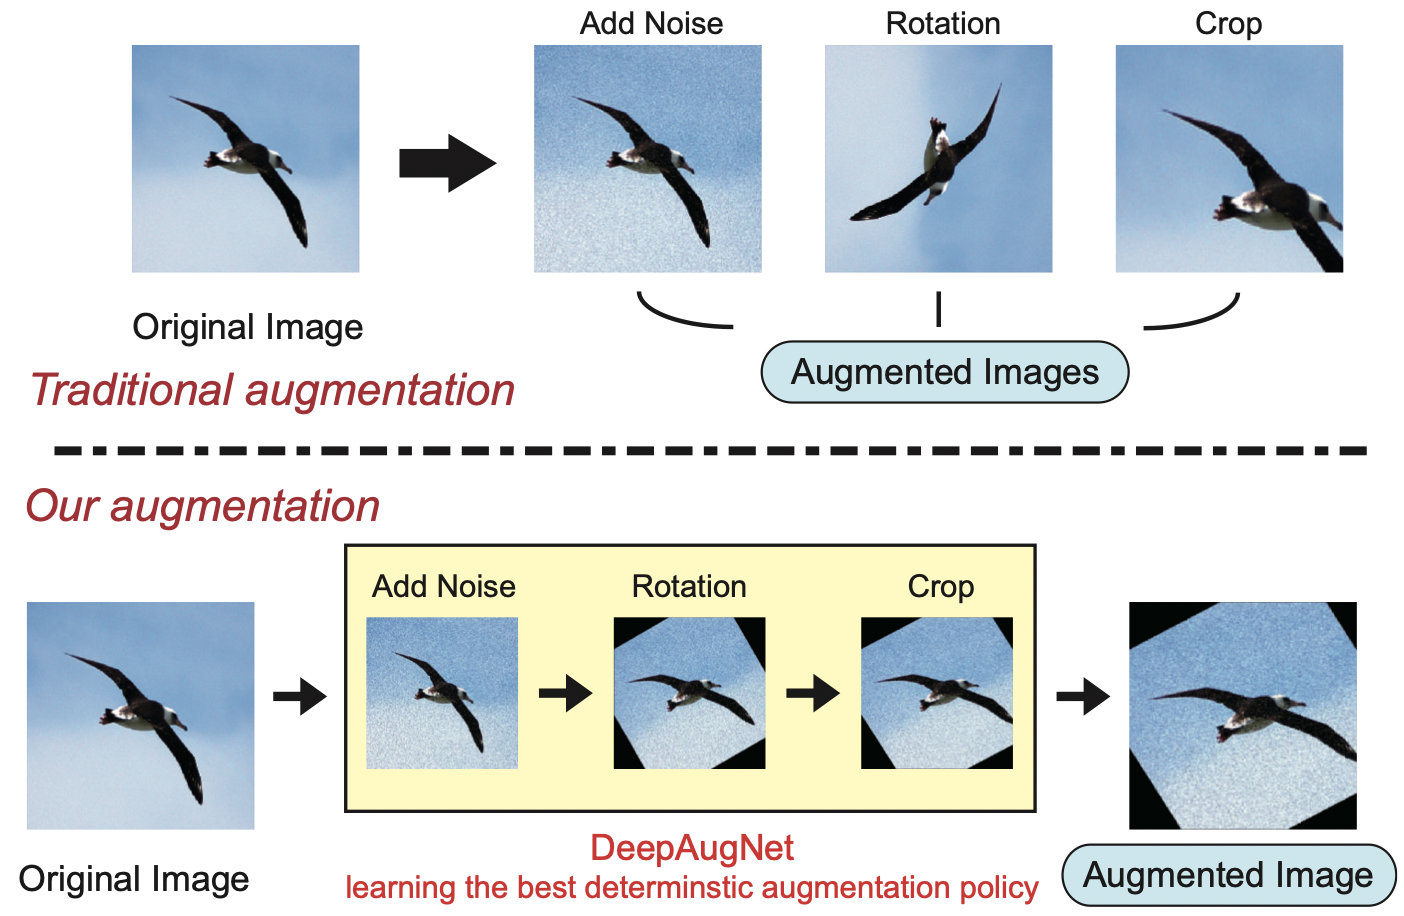 Add Noise
Rotation
Crop
Original Image
Augmented Images
Traditional augmentation
Our augmentation
Add Noise
Rotation
Crop
Original Image
DeepAugNet
learning the best determinstic augmentation policy
Augmented Image